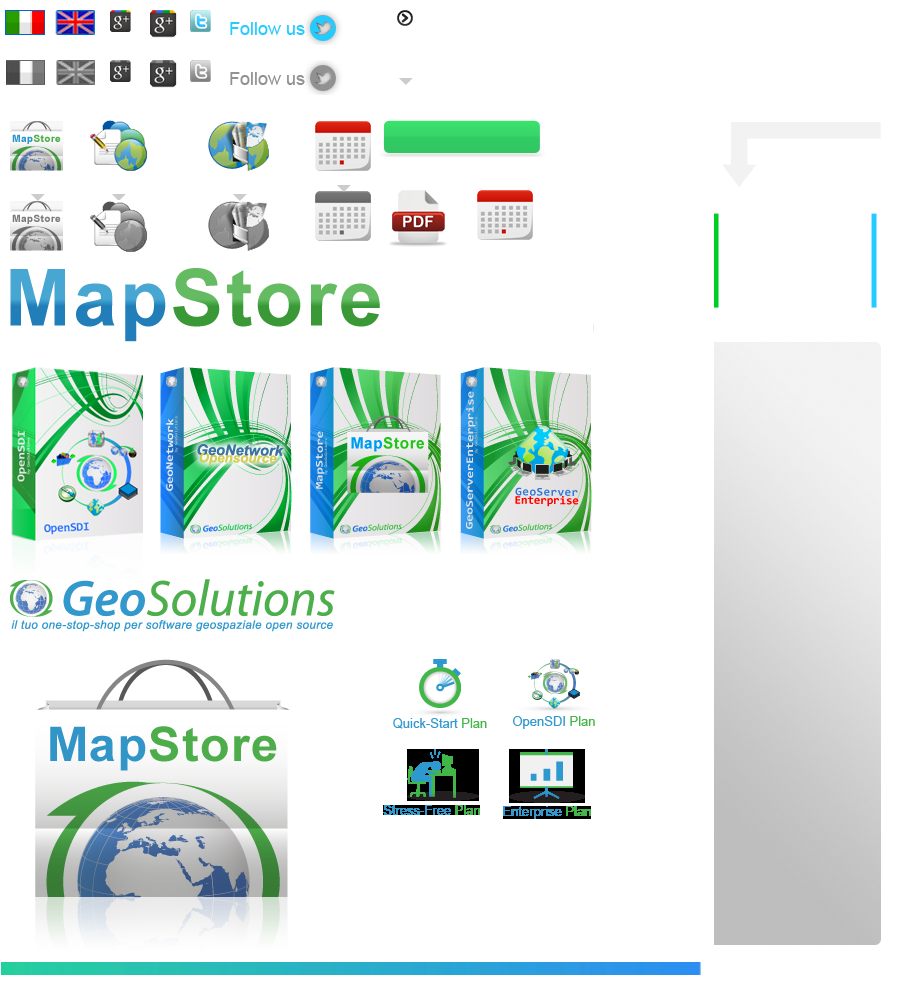 g+
g+
t
Follow us
g+
g+
t
Follow us
MapStore
MapStore
PDF
MapStore
OpenSDI
OpenSDI
GeoNetwork
GeoNetwork
Opensource
GeoSolutions
MapStore
MapStore
GeoSolutions
GeoServerEnterprise
GeoServer
Enterprise
GeoSolutions
GeoSolutions
il tuo one-stop-shop per software geospaziale open source
MapStore
Quick-Start Plan
OpenSDI Plan
Stress-Free Plan
Enterprise Plan